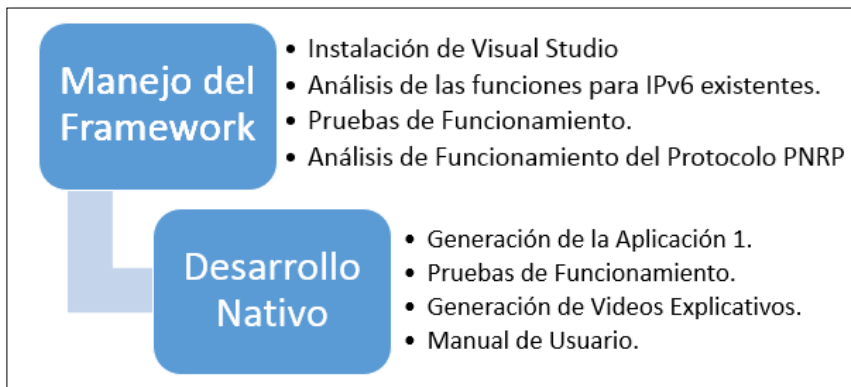 Manejo del
Framework
• Instalación de Visual Studio
• Análisis de las funciones para IPv6 existentes.
• Pruebas de Funcionamiento.
• Análisis de Funcionamiento del Protocolo PNRP
Desarrollo
Nativo
• Generación de la Aplicación 1.
• Pruebas de Funcionamiento.
• Generación de Videos Explicativos.
• Manual de Usuario.